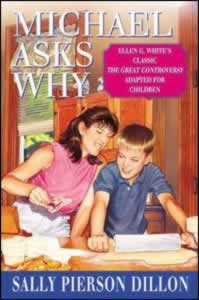 MICHAEL
ASKS
WHY
ELLEN G. WHITE'S
CLASSIC
THE GREAT CONTROVERSY
ADAPTED FOR
CHILDREN
SALLY PIERSON DILLON